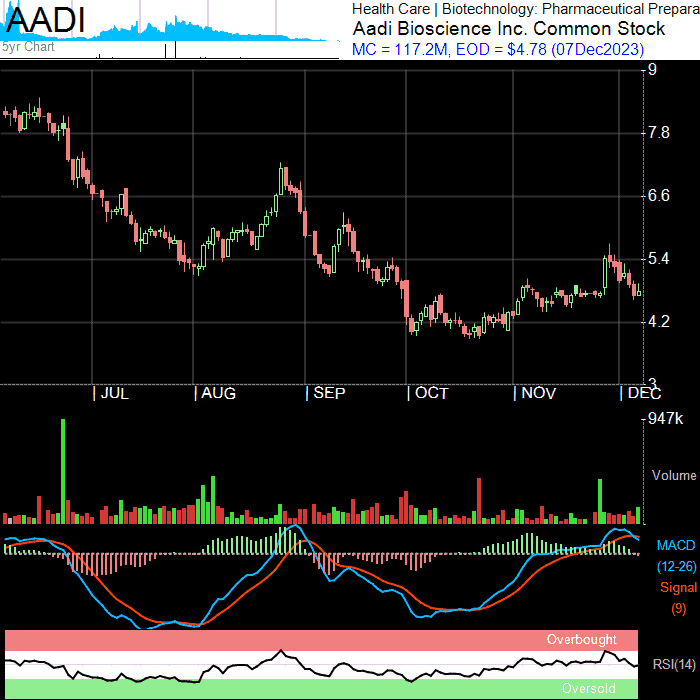 AADI
5yr Chart
Health Care | Biotechnology: Pharmaceutical Prepara
Aadi Bioscience Inc. Common Stock
MC = 117.2M, EOD = $4.78 (07Dec2023)
9
7.8
6.6
5.4
4.2
3
| JUL | AUG | SEP | OCT | NOV | DEC
947k
Volume
MACD
(12-26)
Signal
(9)
Overbought
RSI(14)
Oversold